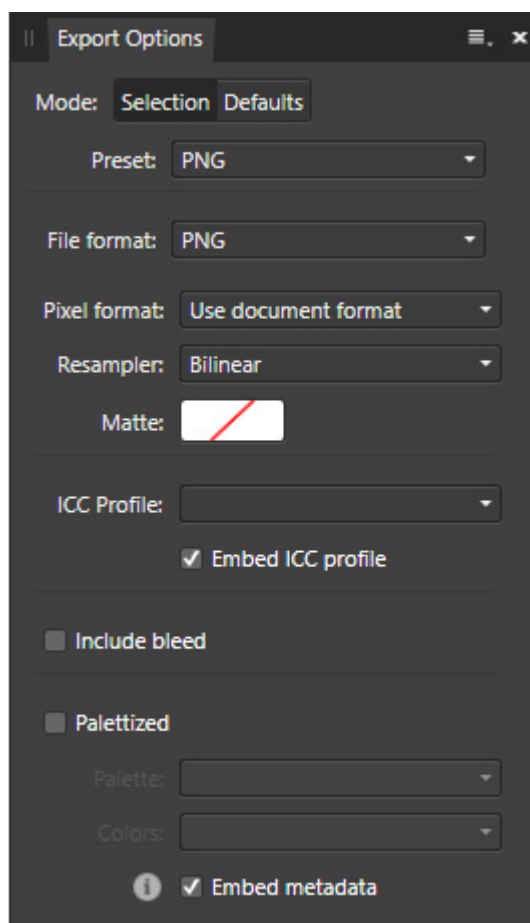 Export Options
Mode: Selection Defaults
Preset: PNG
File format: PNG
Pixel format: Use document format
Resampler: Bilinear
Matte:
ICC Profile:
Embed ICC profile
Include bleed
Palettized
Palette:
Colors:
Embed metadata